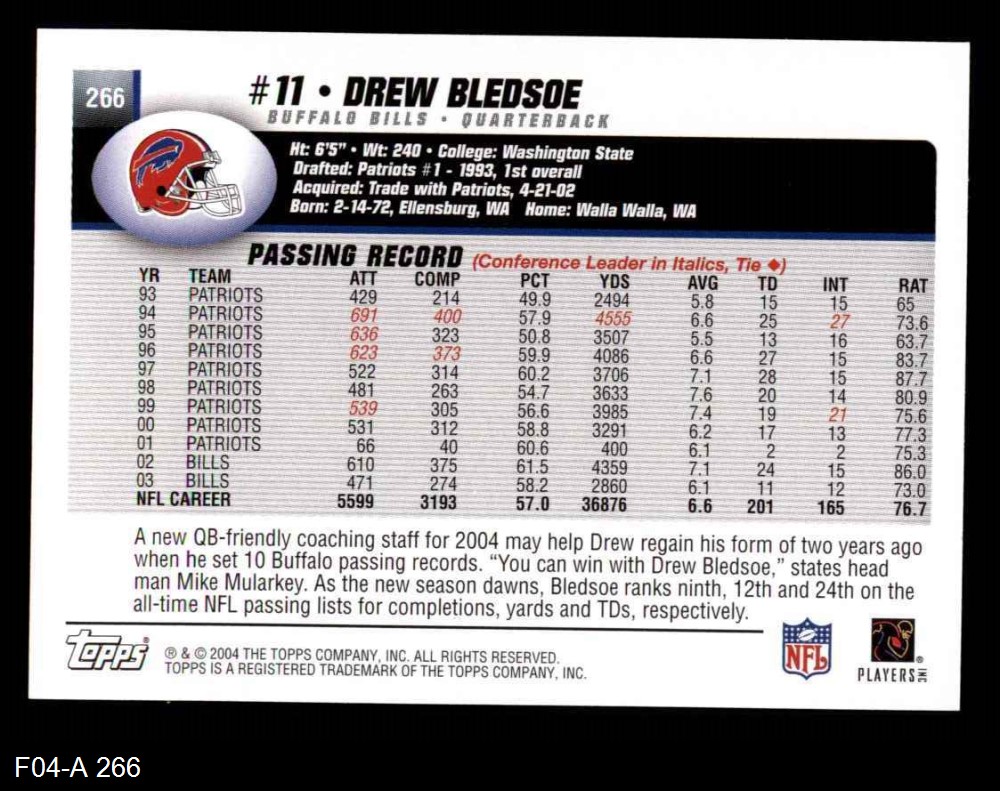 266
#11 • DREW BLEDSOE
BUFFALO BILLS • QUARTERBACK
Ht: 6'5" • Wt: 240 • College: Washington State
Drafted: Patriots #1 - 1993, 1st overall
Acquired: Trade with Patriots, 4-21-02
Born: 2-14-72, Ellensburg, WA Home: Walla Walla, WA
PASSING RECORD (Conference Leader in Italics, Tie ◆)
YR TEAM ATT COMP PCT YDS AVG TD INT RAT
93 PATRIOTS 429 214 49.9 2494 5.8 15 15 65
94 PATRIOTS 691 400 57.9 4555 6.6 25 27 73.6
95 PATRIOTS 636 323 50.8 3507 5.5 13 16 63.7
96 PATRIOTS 623 373 59.9 4086 6.6 27 15 83.7
97 PATRIOTS 522 314 60.2 3706 7.1 28 15 87.7
98 PATRIOTS 481 263 54.7 3633 7.6 20 14 80.9
99 PATRIOTS 539 305 56.6 3985 7.4 19 21 75.6
00 PATRIOTS 531 312 58.8 3291 6.2 17 13 77.3
01 PATRIOTS 66 40 60.6 400 6.1 2 2 75.3
02 BILLS 610 375 61.5 4359 7.1 24 15 86.0
03 BILLS 471 274 58.2 2860 6.1 11 12 73.0
NFL CAREER 5599 3193 57.0 36876 6.6 201 165 76.7
A new QB-friendly coaching staff for 2004 may help Drew regain his form of two years ago
when he set 10 Buffalo passing records. “You can win with Drew Bledsoe,” states head
man Mike Mularkey. As the new season dawns, Bledsoe ranks ninth, 12th and 24th on the
all-time NFL passing lists for completions, yards and TDs, respectively.
Topps®
® & © 2004 THE TOPPS COMPANY, INC. ALL RIGHTS RESERVED.
TOPPS IS A REGISTERED TRADEMARK OF THE TOPPS COMPANY, INC.
NFL
PLAYERS INC
F04-A 266